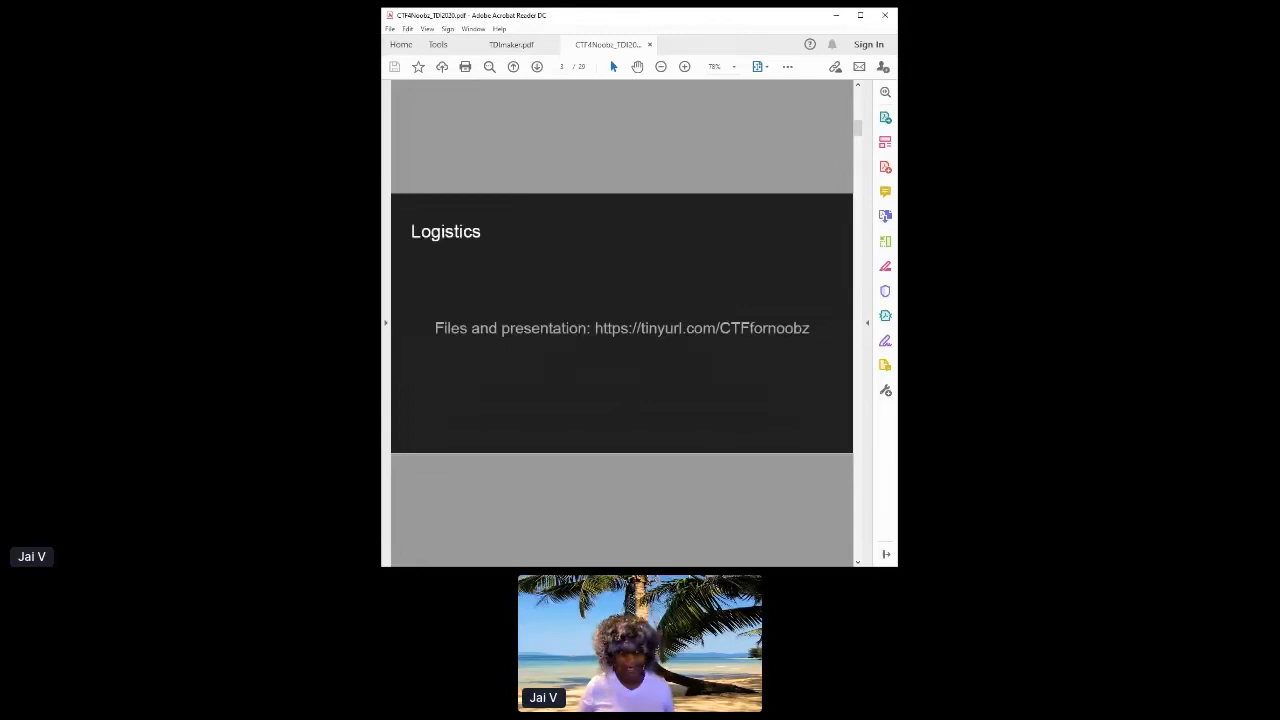 CTF4Noobz_TDI2020.pdf - Adobe Acrobat Reader DC
File Edit View Sign Window Help
Home Tools TDImaker.pdf CTF4Noobz_TDI20... × Sign In
3 / 29 78%
Logistics
Files and presentation: https://tinyurl.com/CTFfornoobz
Jai V
Jai V